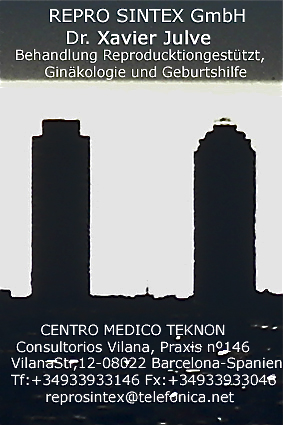 REPRO SINTEX GmbH
Dr. Xavier Julve
Behandlung Reproducktiongestützt,
Ginäkologie und Geburtshilfe
CENTRO MEDICO TEKNON
Consultorios Vilana, Praxis nº146
VilanaStr,12-08022 Barcelona-Spanien
Tf:+34933933146 Fx:+34933933046
reprosintex@telefónica.net